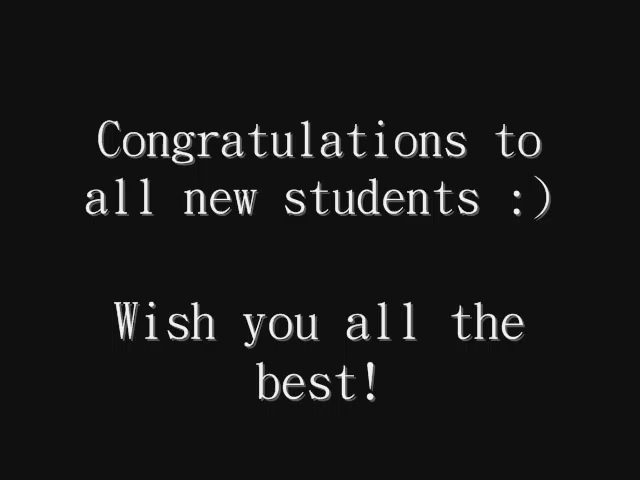 Congratulations to
all new students :)
Wish you all the
best!